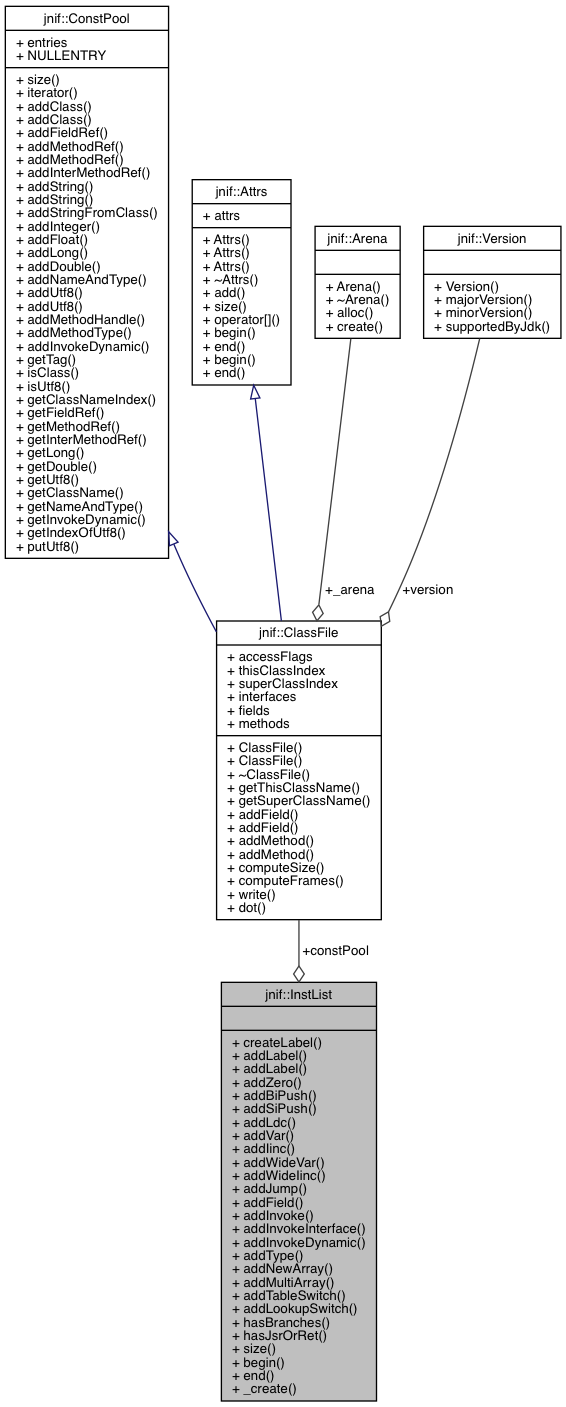 jnif::ConstPool
+ entries
+ NULLENTRY
+ size()
+ iterator()
+ addClass()
+ addClass()
+ addFieldRef()
+ addMethodRef()
+ addMethodRef()
+ addInterMethodRef()
+ addString()
+ addString()
+ addStringFromClass()
+ addInteger()
+ addFloat()
+ addLong()
+ addDouble()
+ addNameAndType()
+ addUtf8()
+ addUtf8()
+ addMethodHandle()
+ addMethodType()
+ addInvokeDynamic()
+ getTag()
+ isClass()
+ isUtf8()
+ getClassNameIndex()
+ getFieldRef()
+ getMethodRef()
+ getInterMethodRef()
+ getLong()
+ getDouble()
+ getUtf8()
+ getClassName()
+ getNameAndType()
+ getInvokeDynamic()
+ getIndexOfUtf8()
+ putUtf8()
jnif::Attrs
+ attrs
+ Attrs()
+ Attrs()
+ Attrs()
+ ~Attrs()
+ add()
+ size()
+ operator[]()
+ begin()
+ end()
+ begin()
+ end()
jnif::Arena
+ Arena()
+ ~Arena()
+ alloc()
+ create()
jnif::Version
+ Version()
+ majorVersion()
+ minorVersion()
+ supportedByJdk()
+_arena
+version
jnif::ClassFile
+ accessFlags
+ thisClassIndex
+ superClassIndex
+ interfaces
+ fields
+ methods
+ ClassFile()
+ ClassFile()
+ ~ClassFile()
+ getThisClassName()
+ getSuperClassName()
+ addField()
+ addField()
+ addMethod()
+ addMethod()
+ computeSize()
+ computeFrames()
+ write()
+ dot()
+constPool
jnif::InstList
+ createLabel()
+ addLabel()
+ addLabel()
+ addZero()
+ addBiPush()
+ addSiPush()
+ addLdc()
+ addVar()
+ addIinc()
+ addWideVar()
+ addWideIinc()
+ addJump()
+ addField()
+ addInvoke()
+ addInvokeInterface()
+ addInvokeDynamic()
+ addType()
+ addNewArray()
+ addMultiArray()
+ addTableSwitch()
+ addLookupSwitch()
+ hasBranches()
+ hasJsrOrRet()
+ size()
+ begin()
+ end()
+ _create()